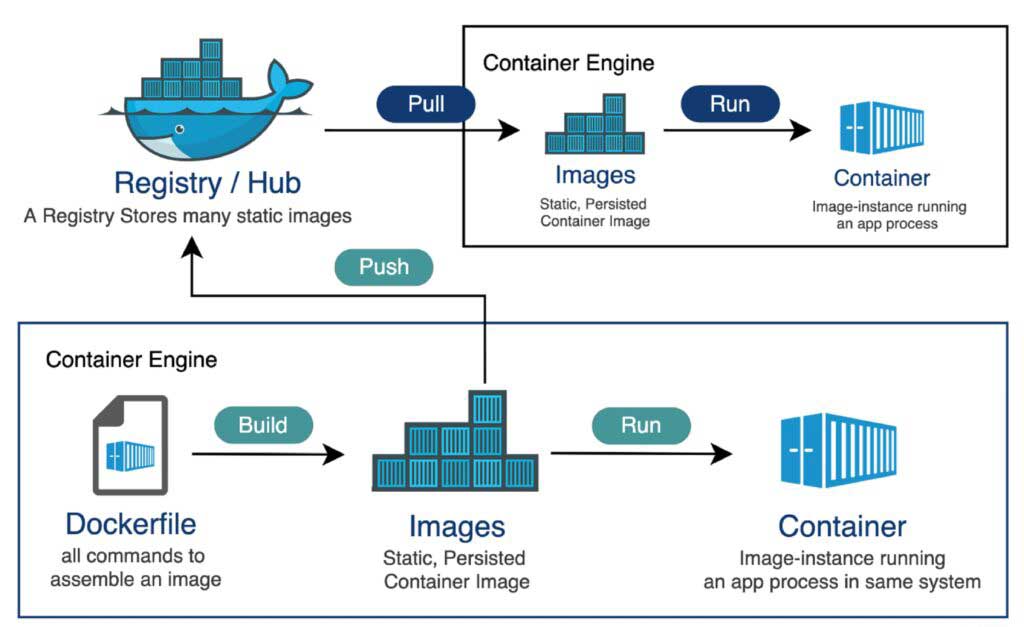 Container Engine
Pull
Run
Registry / Hub
A Registry Stores many static images
Images
Static, Persisted
Container Image
Container
Image-instance running
an app process
Push
Container Engine
Build
Run
Dockerfile
all commands to
assemble an image
Images
Static, Persisted
Container Image
Container
Image-instance running
an app process in same system